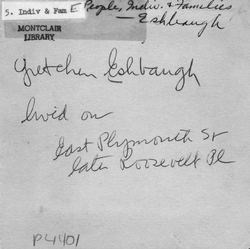 5. Indiv & Fam E
People, Indiv. & Families
— Eshbaugh
MONTCLAIR
LIBRARY
Gretchen Eshbaugh
lived on
East Plymouth St
later Roosevelt Pl
P4401